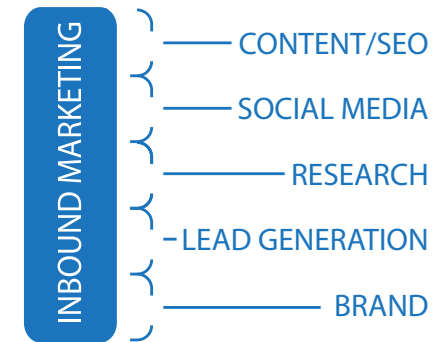 INBOUND MARKETING
CONTENT/SEO
SOCIAL MEDIA
RESEARCH
LEAD GENERATION
BRAND